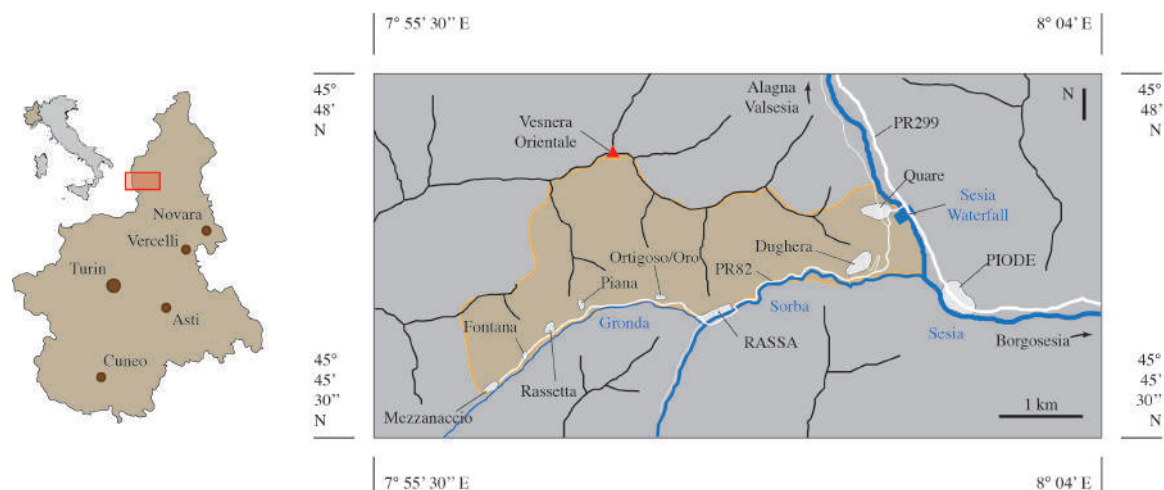 7° 55' 30'' E
8° 04' E
45°
48'
N
45°
48'
N
Alagna
Valsesia
N
PR299
Vesnera
Orientale
Quare
Sesia
Waterfall
Novara
Vercelli
Dughera
Turin
Ortigoso/Oro
PR82
PIODE
Piana
Asti
Fontana
Gronda
Sorba
Sesia
RASSA
Borgosesia
Cuneo
45°
45'
30''
N
45°
45'
30''
N
Rassetta
Mezzanaccio
1 km
7° 55' 30'' E
8° 04' E